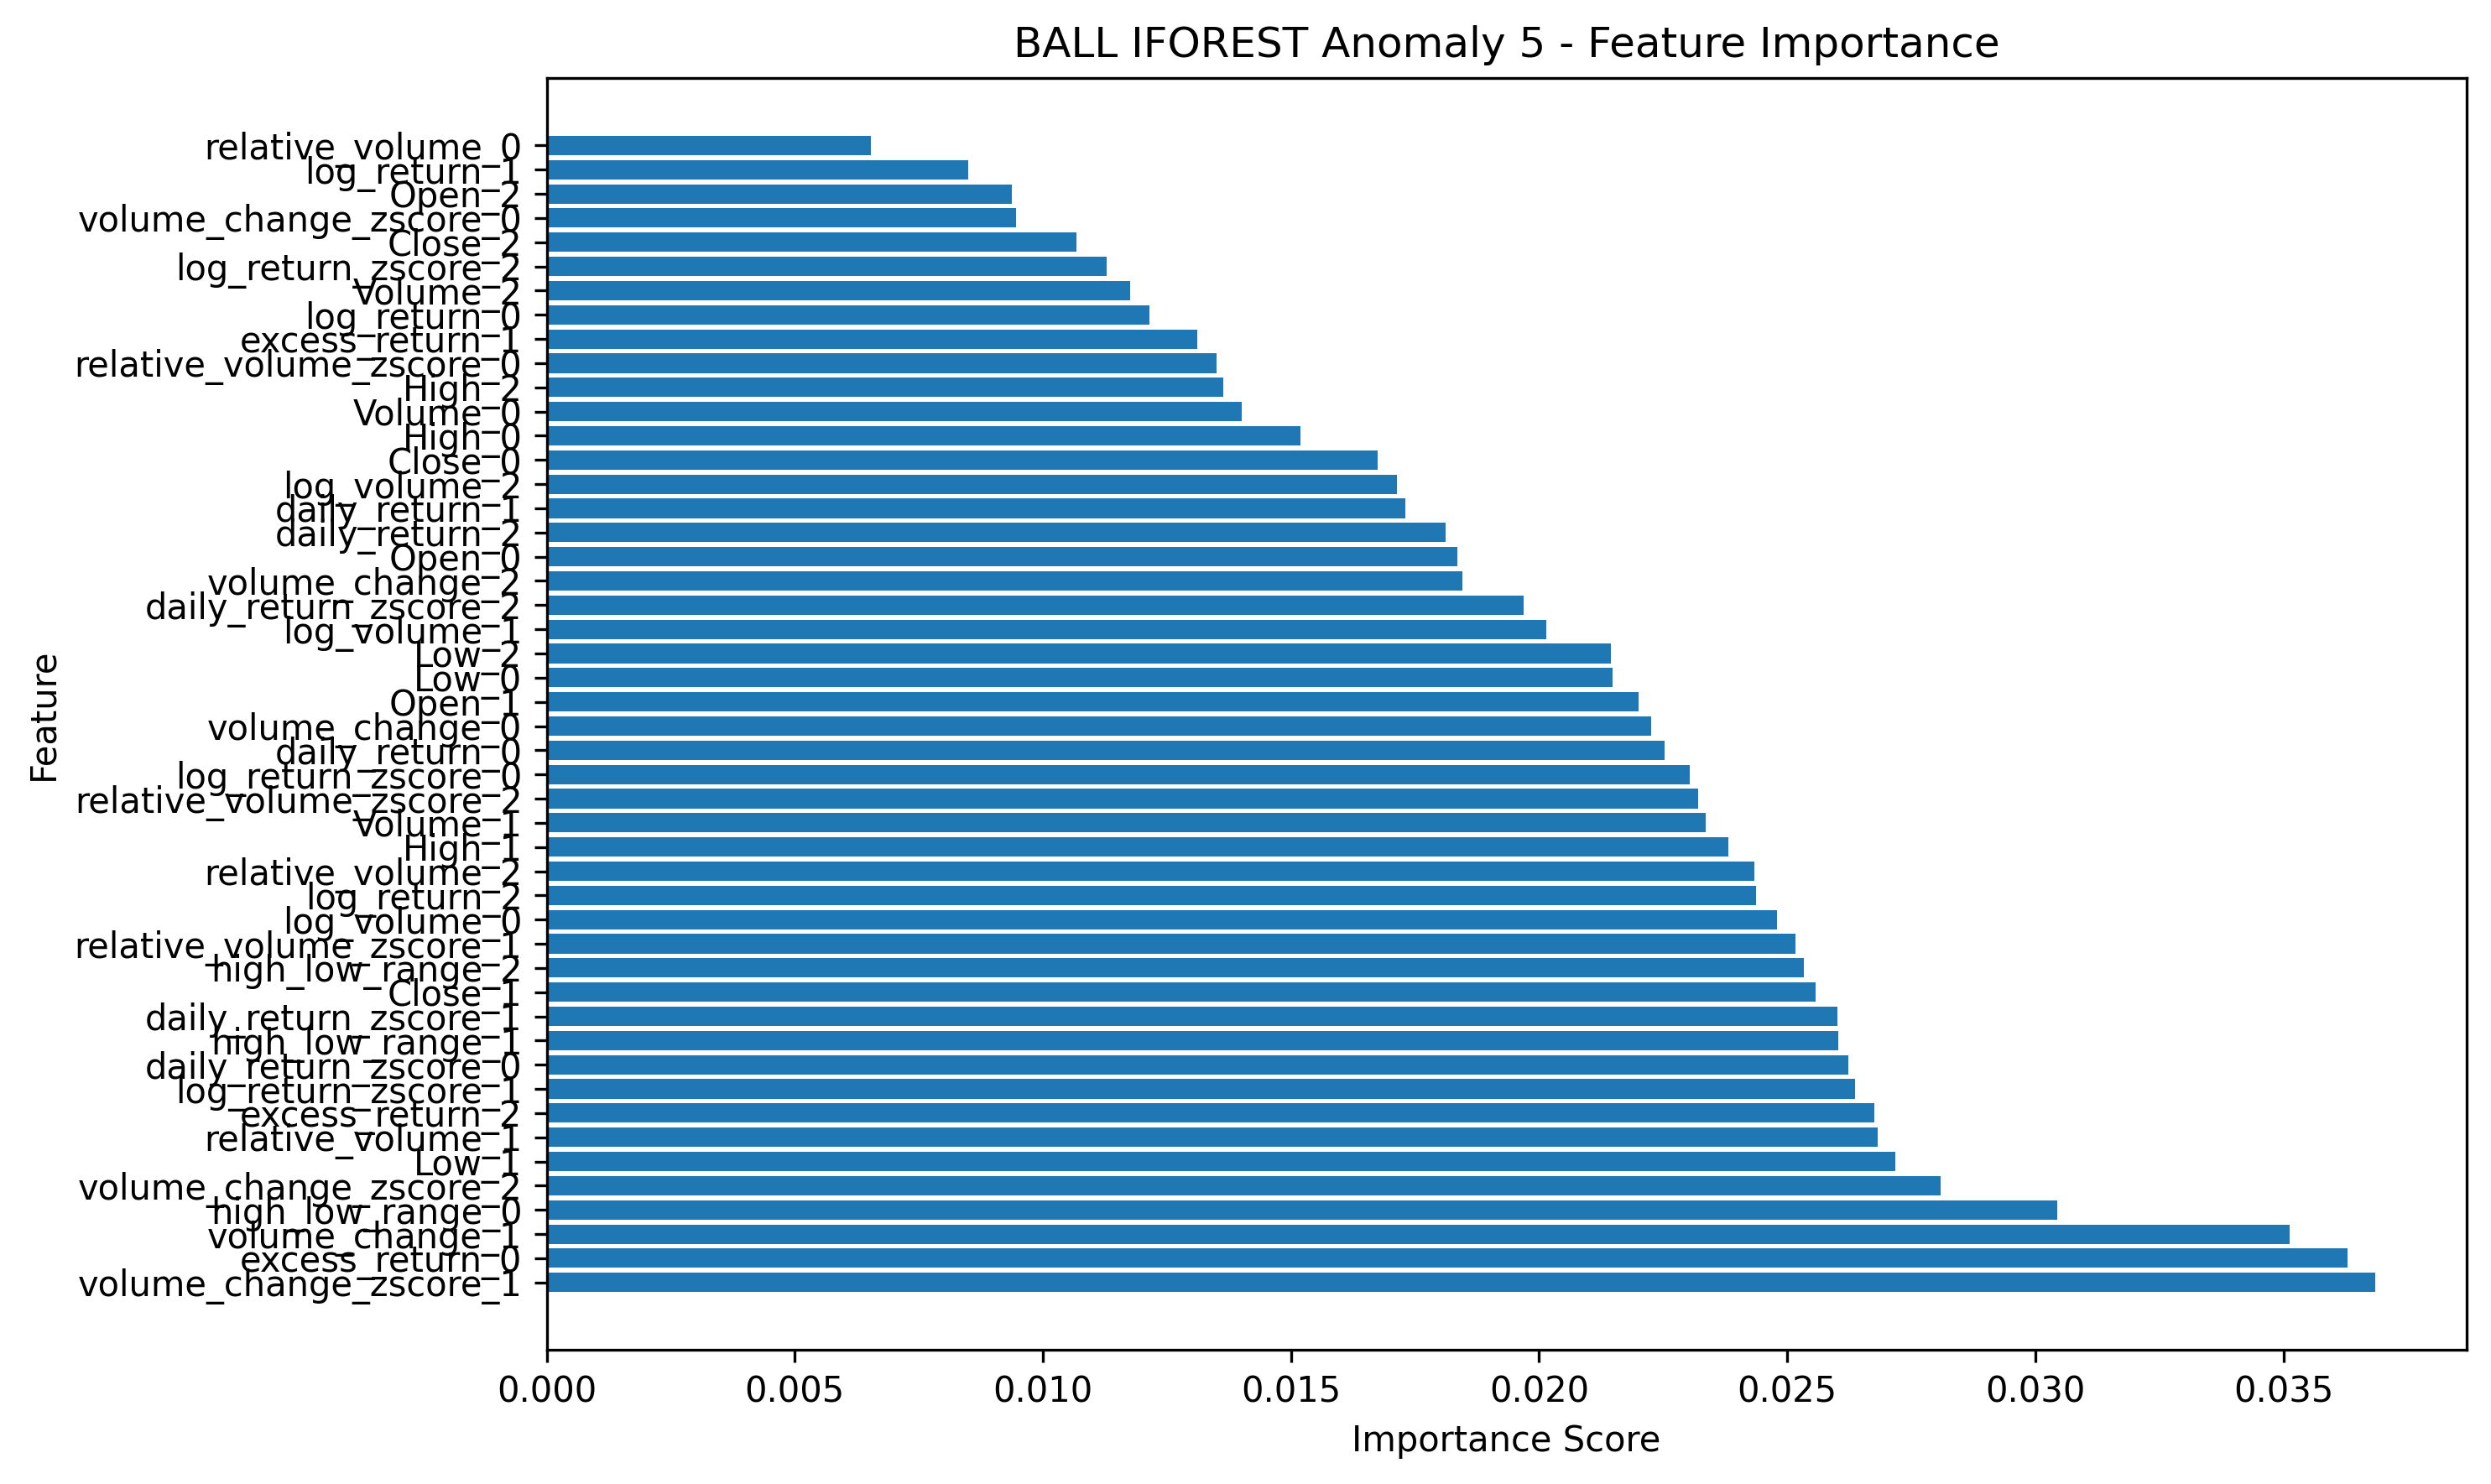 BALL IFOREST Anomaly 5 - Feature Importance
relative_volume_0
log_return_1
Open_2
volume_change_zscore_0
Close_2
log_return_zscore_2
Volume_2
log_return_0
excess_return_1
relative_volume_zscore_0
High_2
Volume_0
High_0
Close_0
log_volume_2
daily_return_1
daily_return_2
Open_0
volume_change_2
daily_return_zscore_2
log_volume_1
Low_2
Low_0
Open_1
volume_change_0
daily_return_0
log_return_zscore_0
relative_volume_zscore_2
Volume_1
High_1
relative_volume_2
log_return_2
log_volume_0
relative_volume_zscore_1
high_low_range_2
Close_1
daily_return_zscore_1
high_low_range_1
daily_return_zscore_0
log_return_zscore_1
excess_return_2
relative_volume_1
Low_1
volume_change_zscore_2
high_low_range_0
volume_change_1
excess_return_0
volume_change_zscore_1
Feature
0.000 0.005 0.010 0.015 0.020 0.025 0.030 0.035
Importance Score